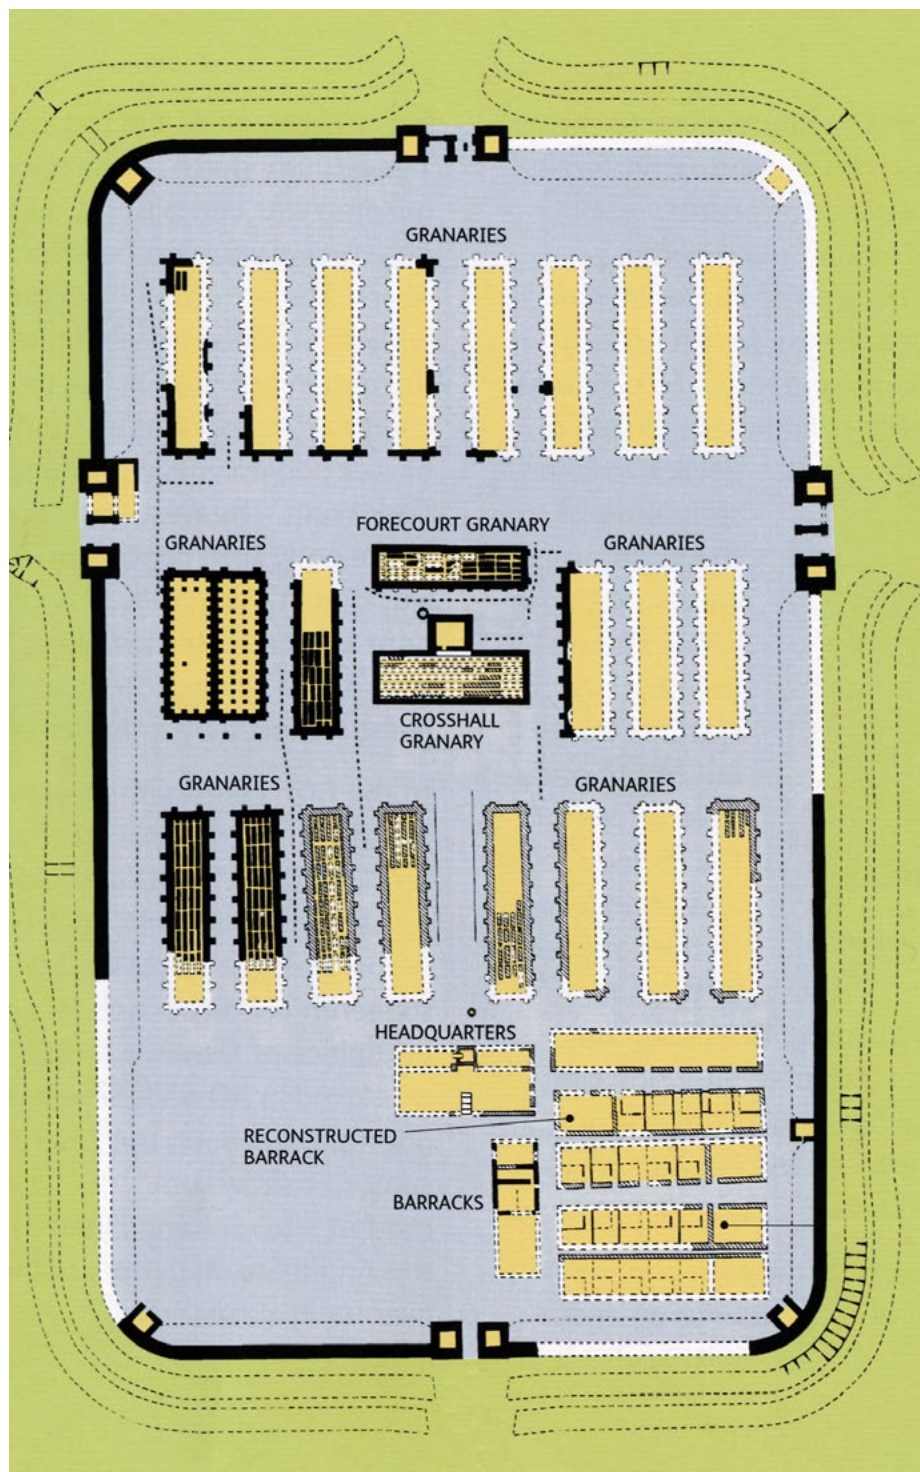 GRANARIES
FORECOURT GRANARY
GRANARIES
GRANARIES
CROSSHALL
GRANARY
GRANARIES
GRANARIES
HEADQUARTERS
RECONSTRUCTED
BARRACK
BARRACKS